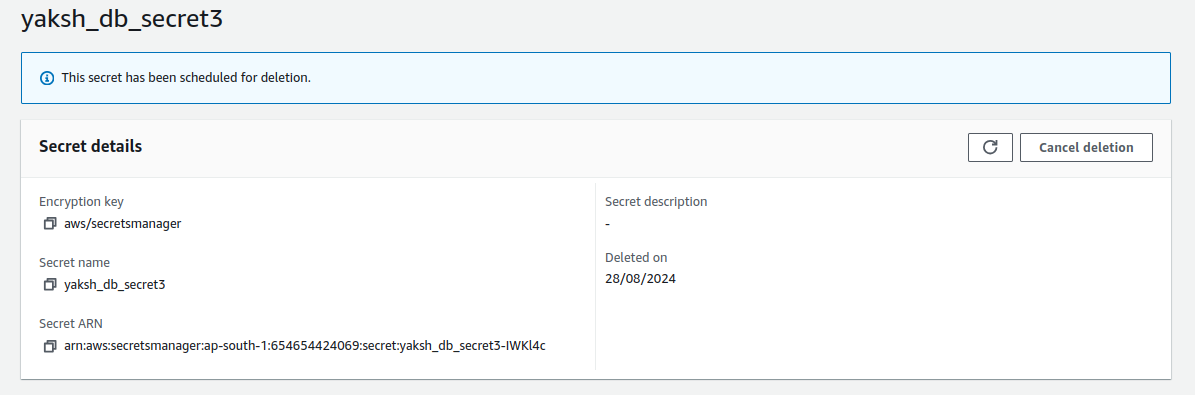 yaksh_db_secret3
This secret has been scheduled for deletion.
Secret details
Cancel deletion
Encryption key
aws/secretsmanager
Secret name
yaksh_db_secret3
Secret ARN
arn:aws:secretsmanager:ap-south-1:654654424069:secret:yaksh_db_secret3-IWKl4c
Secret description
-
Deleted on
28/08/2024